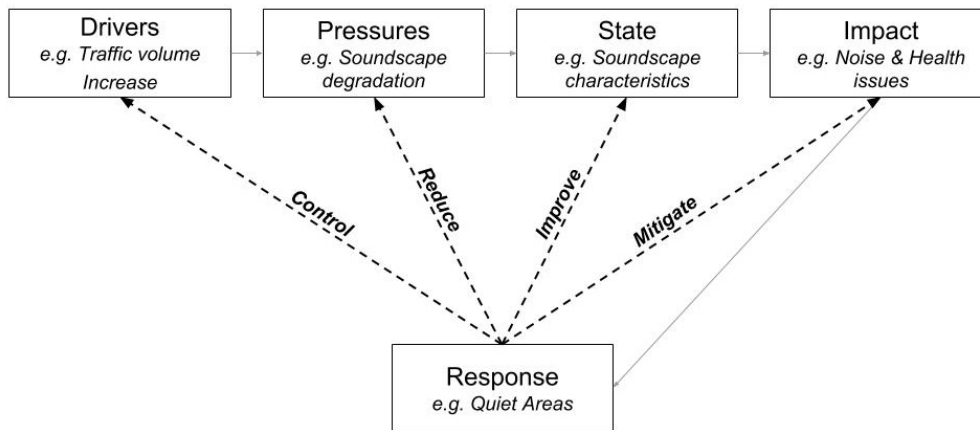 Drivers
e.g. Traffic volume
Increase
Pressures
e.g. Soundscape
degradation
State
e.g. Soundscape
characteristics
Impact
e.g. Noise & Health
issues
Control
Reduce
Improve
Mitigate
Response
e.g. Quiet Areas